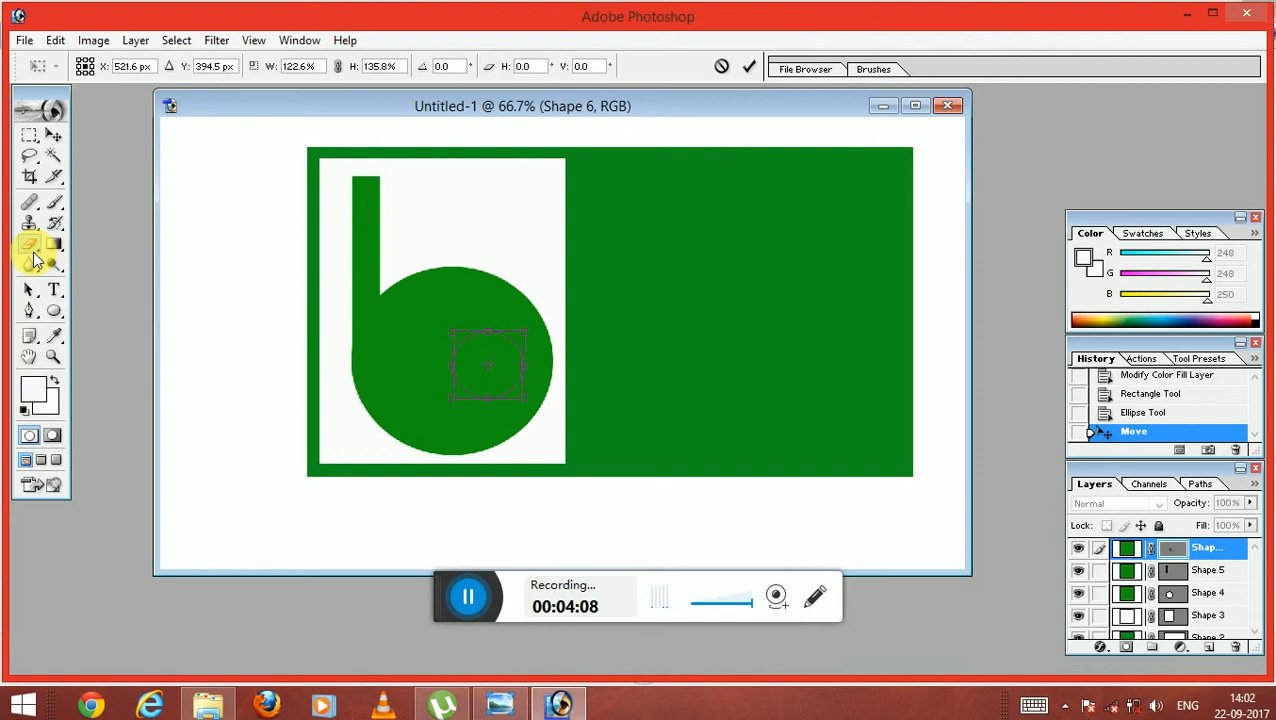 Adobe Photoshop
File Edit Image Layer Select Filter View Window Help
X: 521.6 px Y: 394.5 px W: 122.6% H: 135.8% 0.0 ° H: 0.0 ° V: 0.0 ° File Browser Brushes
Untitled-1 @ 66.7% (Shape 6, RGB)
Color Swatches Styles
R 248
G 248
B 250
History Actions Tool Presets
Modify Color Fill Layer
Rectangle Tool
Ellipse Tool
Move
Layers Channels Paths
Normal Opacity: 100%
Lock: Fill: 100%
Shap...
Shape 5
Shape 4
Shape 3
Shape 2
Recording...
00:04:08
T
14:02
ENG
22-09-2017